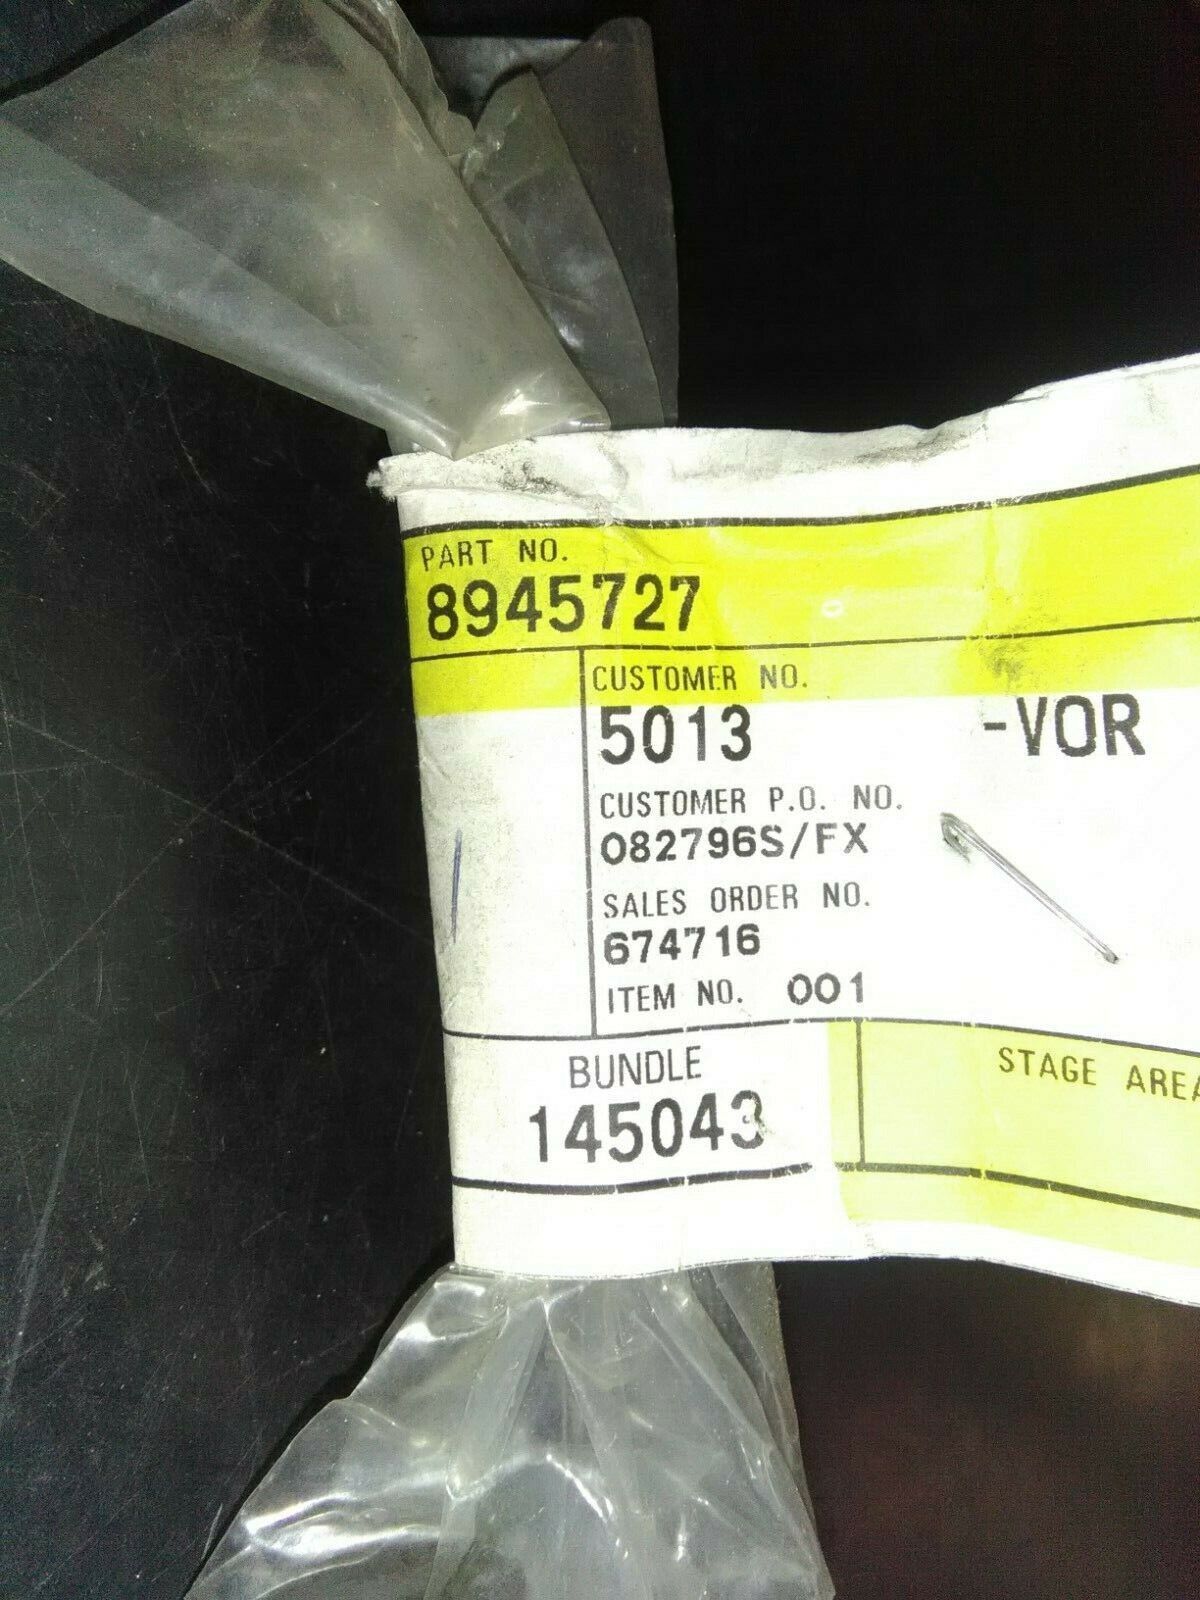 PART NO.
8945727
CUSTOMER NO.
5013 -VOR
CUSTOMER P.O. NO.
082796S/FX
SALES ORDER NO.
674716
ITEM NO. 001
BUNDLE
145043
STAGE AREA